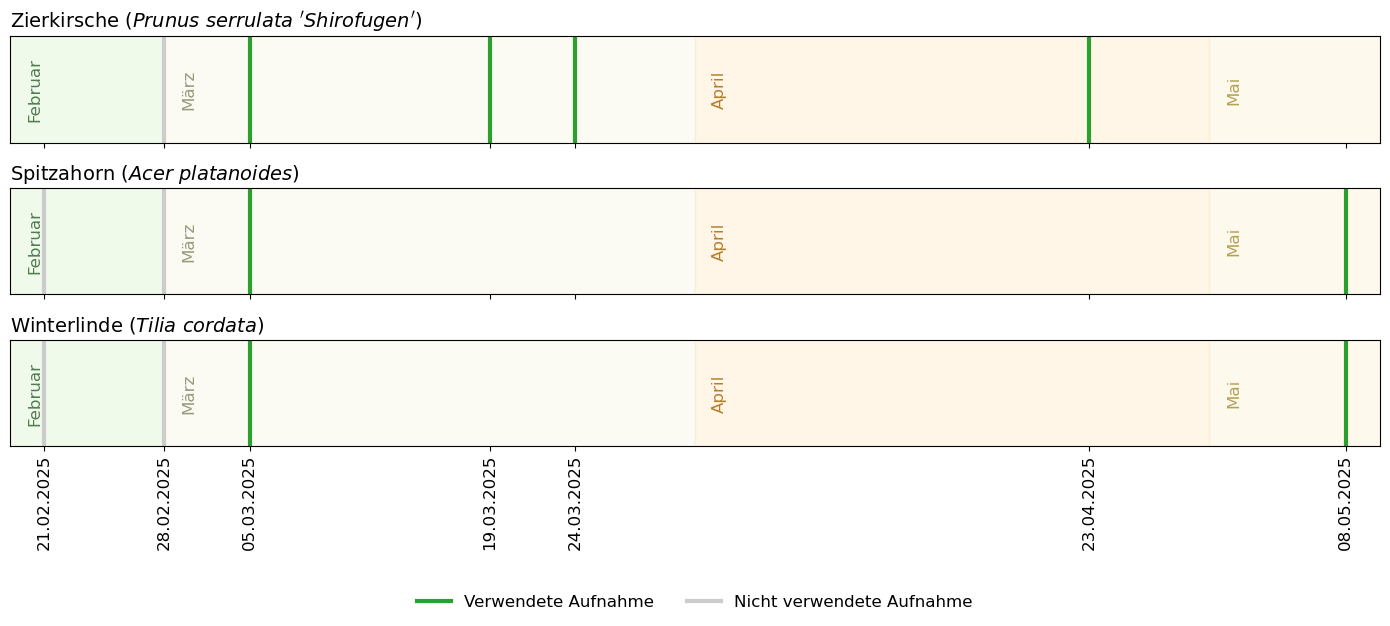 Zierkirsche (Prunus serrulata 'Shirofugen')
Februar
März
April
Mai
Spitzahorn (Acer platanoides)
Februar
März
April
Mai
Winterlinde (Tilia cordata)
Februar
März
April
Mai
21.02.2025
28.02.2025
05.03.2025
19.03.2025
24.03.2025
23.04.2025
08.05.2025
Verwendete Aufnahme
Nicht verwendete Aufnahme